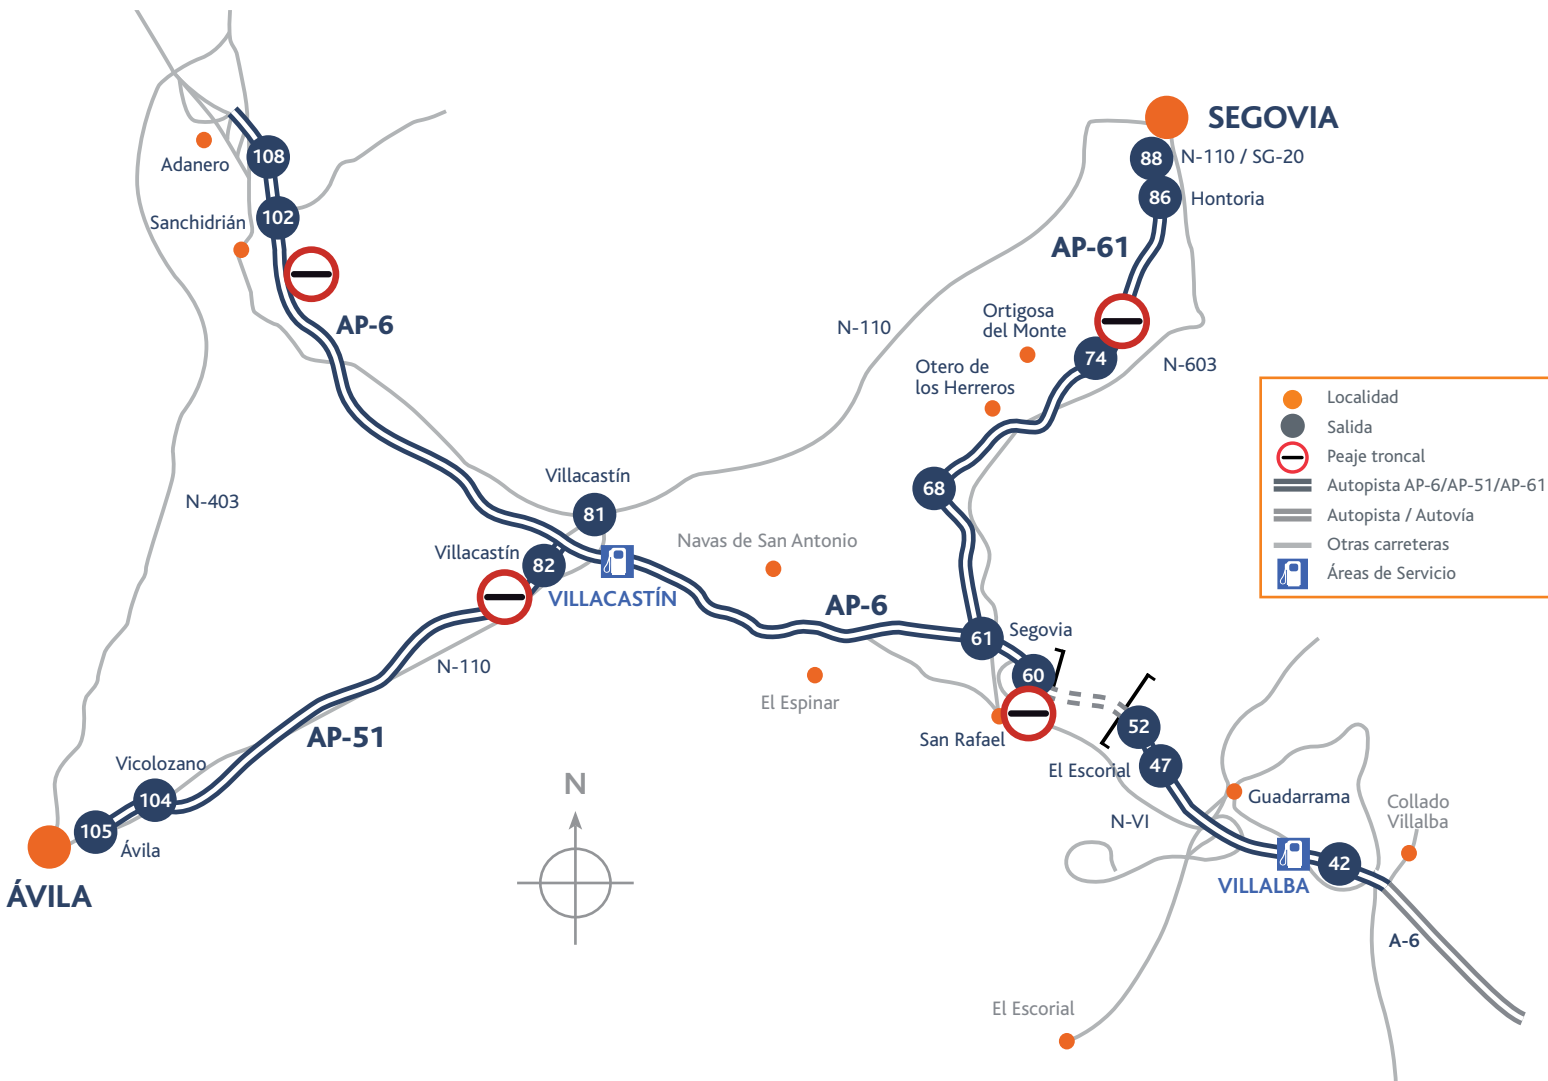 SEGOVIA
88
N-110 / SG-20
86
Hontoria
AP-61
Adanero
108
Sanchidrián
102
AP-6
N-110
Ortigosa
del Monte
74
N-603
Otero de
los Herreros
68
Localidad
Salida
Peaje troncal
Autopista AP-6/AP-51/AP-61
Autopista / Autovía
Otras carreteras
Áreas de Servicio
N-403
Villacastín
81
Villacastín
82
VILLACASTÍN
Navas de San Antonio
AP-6
61
Segovia
60
El Espinar
San Rafael
N-110
AP-51
Vicolozano
104
105
Ávila
ÁVILA
N
52
El Escorial
47
N-VI
Guadarrama
Collado
Villalba
VILLALBA
42
A-6
El Escorial